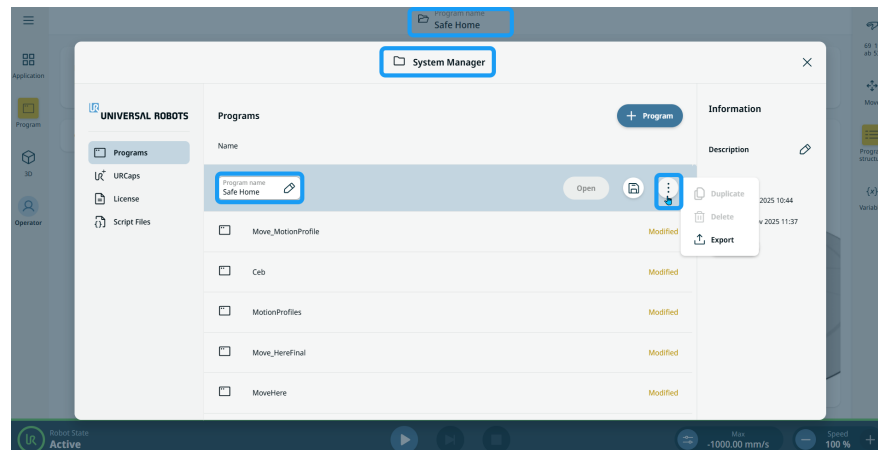 Program name
Safe Home
System Manager
Application
Program
3D
Operator
UNIVERSAL ROBOTS
Programs
URCaps
License
Script Files
Programs
+ Program
Name
Program name
Safe Home
Open
Move_MotionProfile
Modified
Ceb
Modified
MotionProfiles
Modified
Move_HereFinal
Modified
MoveHere
Modified
Information
Description
Duplicate
Delete
Export
2025 10:44
2025 11:37
Move
Robot State
Active
Max
-1000.00 mm/s
Speed
100 %